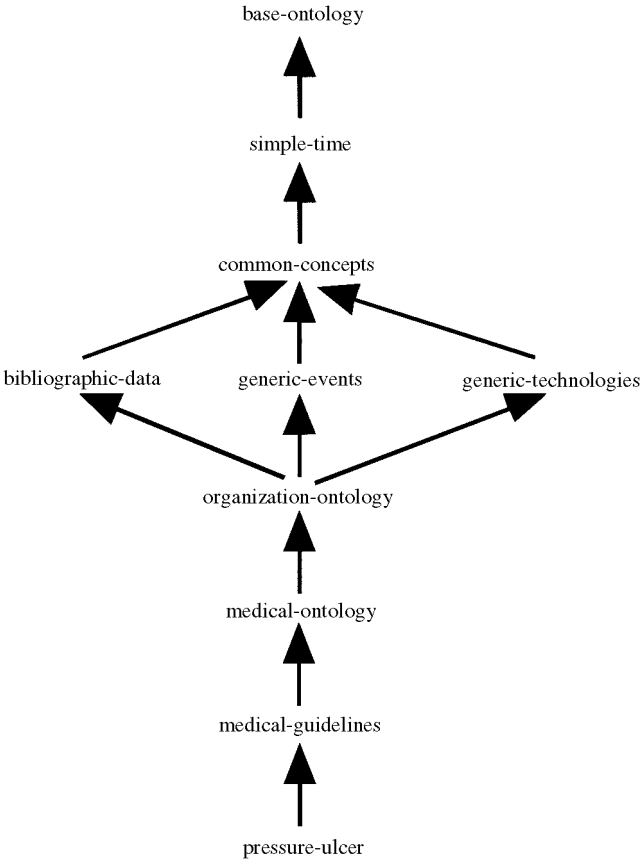 base-ontology
simple-time
common-concepts
bibliographic-data
generic-events
generic-technologies
organization-ontology
medical-ontology
medical-guidelines
pressure-ulcer